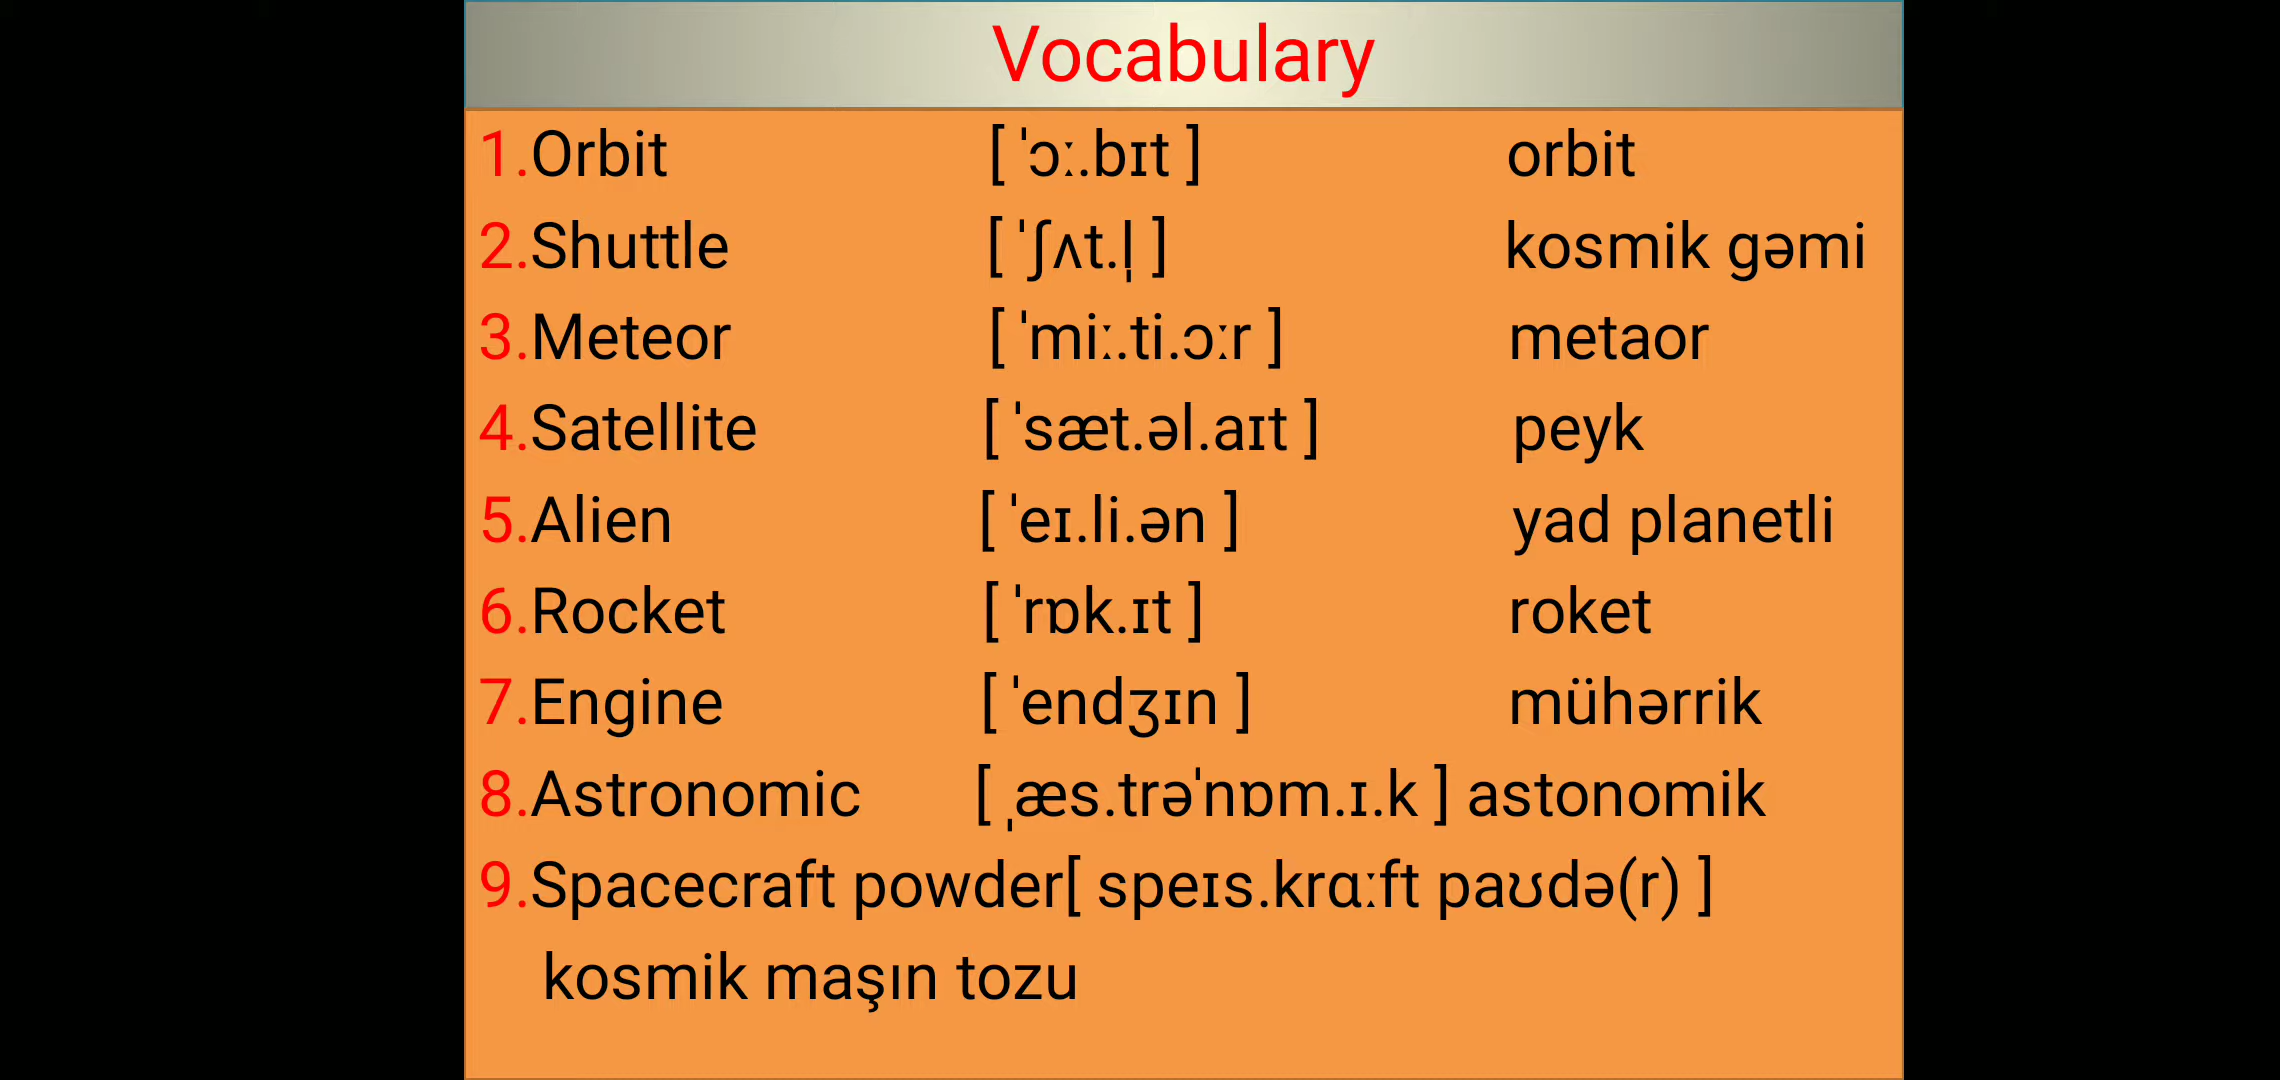 Vocabulary
1.Orbit [ ˈɔː.bɪt ] orbit
2.Shuttle [ ˈʃʌt.l̩ ] kosmik gəmi
3.Meteor [ ˈmiː.ti.ɔːr ] metaor
4.Satellite [ ˈsæt.əl.aɪt ] peyk
5.Alien [ ˈeɪ.li.ən ] yad planetli
6.Rocket [ ˈrɒk.ɪt ] roket
7.Engine [ ˈendʒɪn ] mühərrik
8.Astronomic [ ˌæs.trəˈnɒm.ɪ.k ] astonomik
9.Spacecraft powder[ speɪs.krɑːft paʊdə(r) ]
kosmik maşın tozu